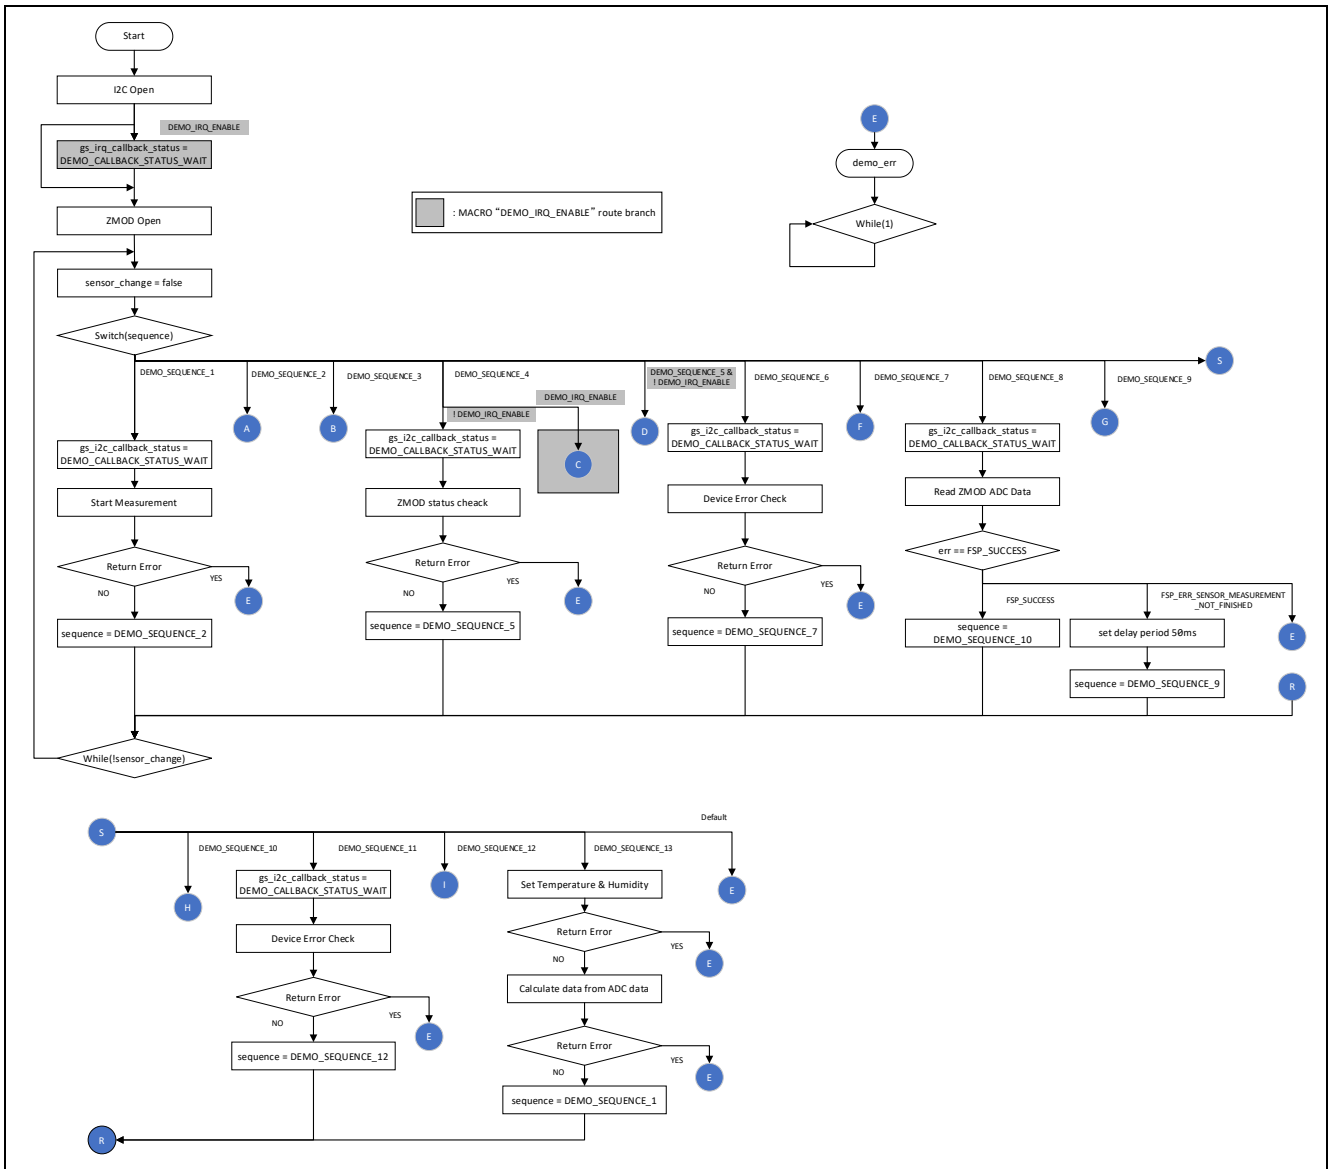 Start
I2C Open
DEMO_IRQ_ENABLE
gs_irq_callback_status =
DEMO_CALLBACK_STATUS_WAIT
ZMOD Open
sensor_change = false
Switch(sequence)
: MACRO "DEMO_IRQ_ENABLE" route branch
E
demo_err
While(1)
S
DEMO_SEQUENCE_1
DEMO_SEQUENCE_2
DEMO_SEQUENCE_3
DEMO_SEQUENCE_4
DEMO_SEQUENCE_5 &
! DEMO_IRQ_ENABLE
DEMO_SEQUENCE_6
DEMO_SEQUENCE_7
DEMO_SEQUENCE_8
DEMO_SEQUENCE_9
! DEMO_IRQ_ENABLE
DEMO_IRQ_ENABLE
A
B
C
D
F
G
gs_i2c_callback_status =
DEMO_CALLBACK_STATUS_WAIT
Start Measurement
Return Error
YES
NO
E
sequence = DEMO_SEQUENCE_2
gs_i2c_callback_status =
DEMO_CALLBACK_STATUS_WAIT
ZMOD status cheack
Return Error
YES
NO
E
sequence = DEMO_SEQUENCE_5
gs_i2c_callback_status =
DEMO_CALLBACK_STATUS_WAIT
Device Error Check
Return Error
YES
NO
E
sequence = DEMO_SEQUENCE_7
gs_i2c_callback_status =
DEMO_CALLBACK_STATUS_WAIT
Read ZMOD ADC Data
err == FSP_SUCCESS
FSP_SUCCESS
FSP_ERR_SENSOR_MEASUREMENT
_NOT_FINISHED
sequence =
DEMO_SEQUENCE_10
set delay period 50ms
sequence = DEMO_SEQUENCE_9
E
R
While(!sensor_change)
S
DEMO_SEQUENCE_10
DEMO_SEQUENCE_11
DEMO_SEQUENCE_12
DEMO_SEQUENCE_13
Default
H
gs_i2c_callback_status =
DEMO_CALLBACK_STATUS_WAIT
Device Error Check
Return Error
YES
NO
E
sequence = DEMO_SEQUENCE_12
I
Set Temperature & Humidity
Return Error
YES
NO
E
Calculate data from ADC data
Return Error
YES
NO
E
sequence = DEMO_SEQUENCE_1
E
R